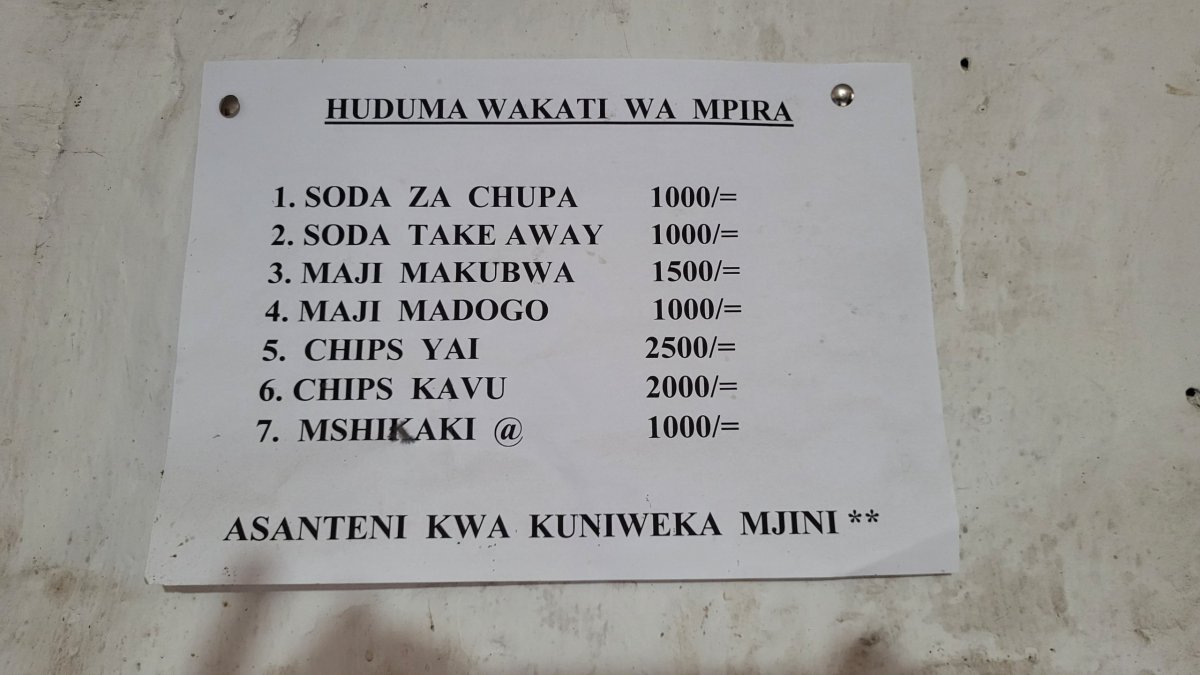 HUDUMA WAKATI WA MPIRA
1. SODA ZA CHUPA 1000/=
2. SODA TAKE AWAY 1000/=
3. MAJI MAKUBWA 1500/=
4. MAJI MADOGO 1000/=
5. CHIPS YAI 2500/=
6. CHIPS KAVU 2000/=
7. MSHIKAKI @ 1000/=
ASANTENI KWA KUNIWEKA MJINI **